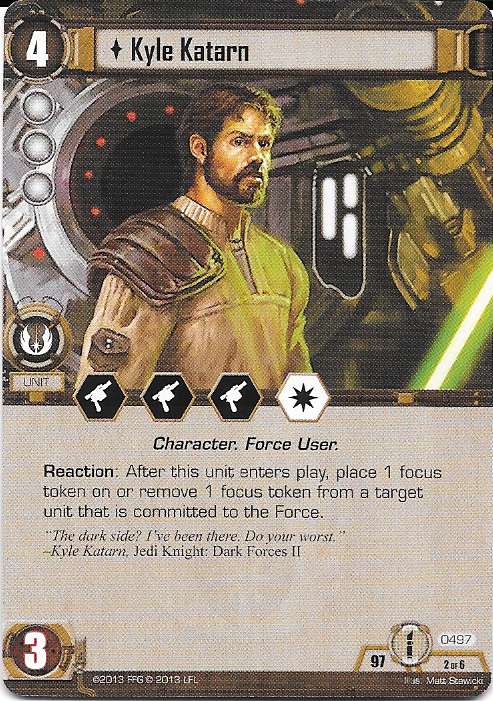 4
Kyle Katarn
UNIT
Character. Force User.
Reaction: After this unit enters play, place 1 focus
token on or remove 1 focus token from a target
unit that is committed to the Force.
"The dark side? I've been there. Do your worst."
–Kyle Katarn, Jedi Knight: Dark Forces II
3
97
0497
2 OF 6
©2013 FFG © 2013 LFL
Illus. Matt Stawicki